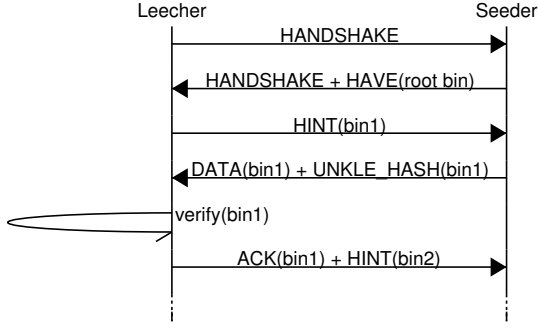 Leecher Seeder
HANDSHAKE
HANDSHAKE + HAVE(root bin)
HINT(bin1)
DATA(bin1) + UNKLE_HASH(bin1)
verify(bin1)
ACK(bin1) + HINT(bin2)